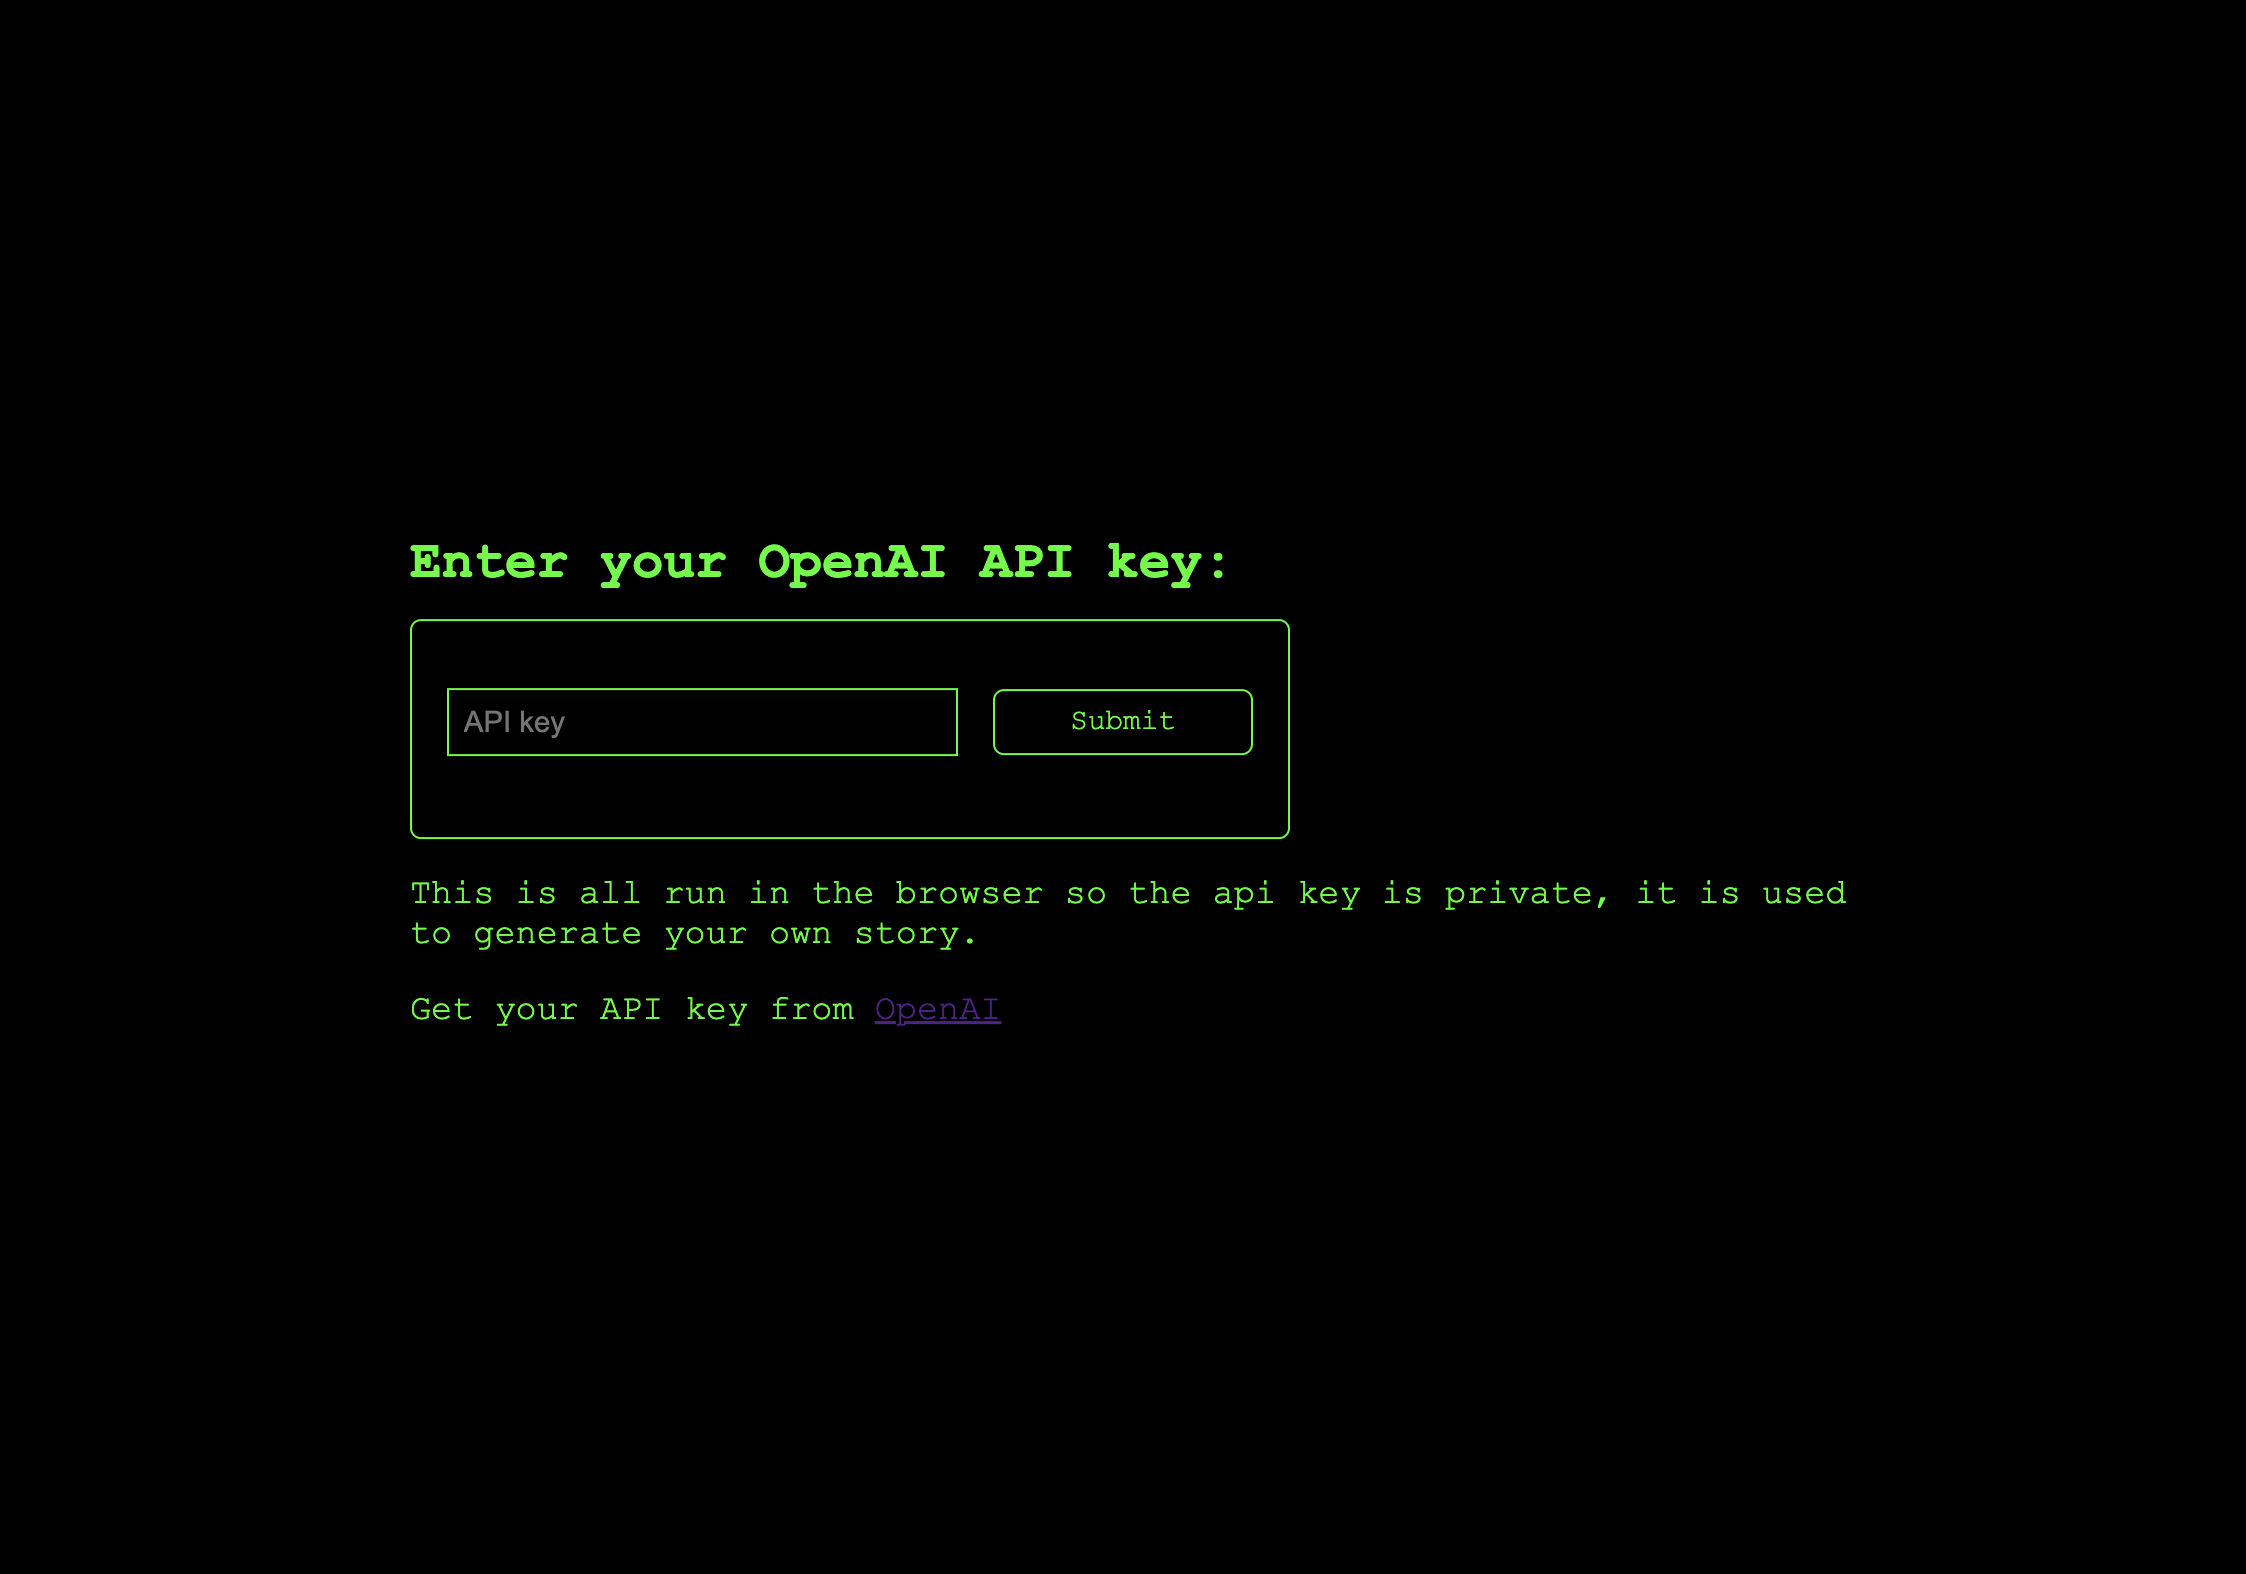 Enter your OpenAI API key:
API key
Submit
This is all run in the browser so the api key is private, it is used
to generate your own story.
Get your API key from OpenAI